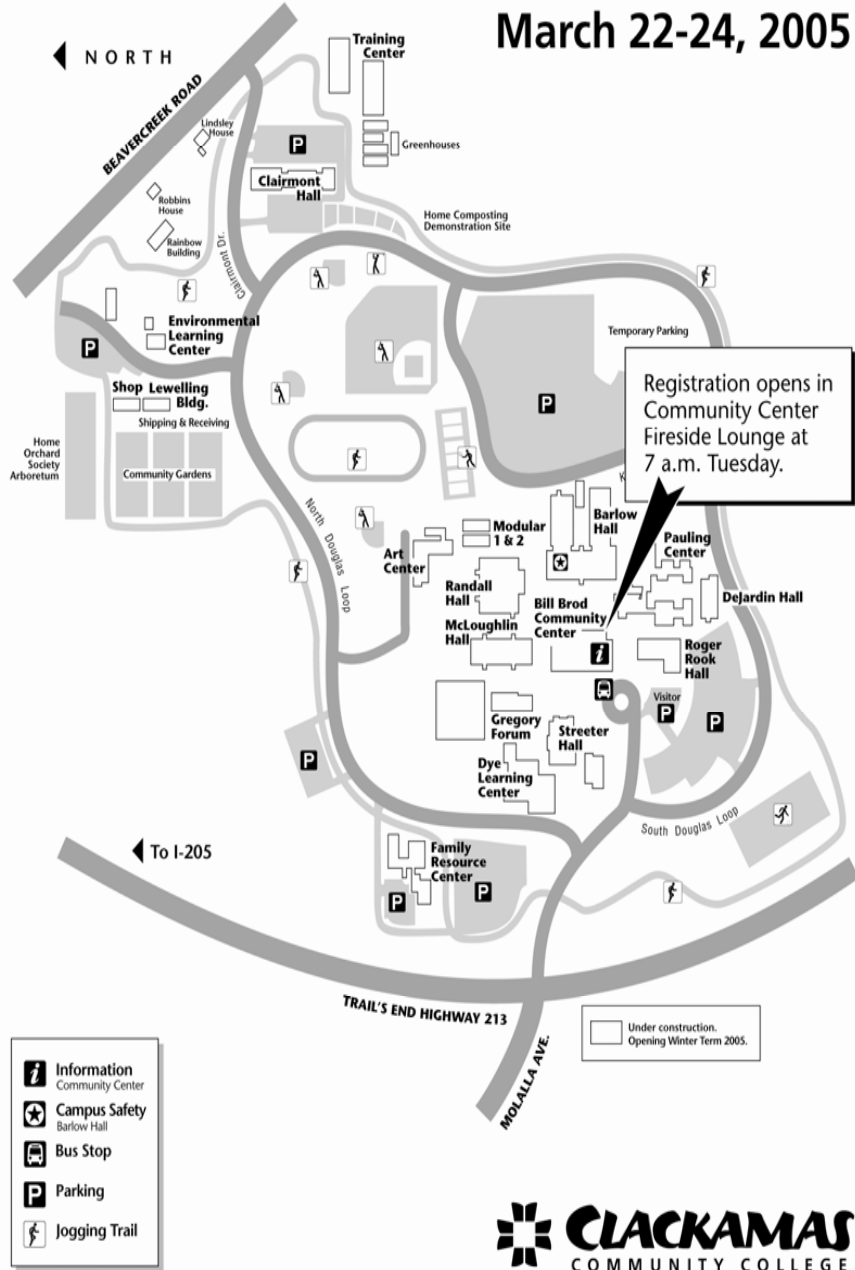 March 22-24, 2005
NORTH
BEAVERCREEK ROAD
Training
Center
Lindsley
House
P
Greenhouses
Clairmont
Hall
Robbins
House
Rainbow
Building
Clairmont Dr.
Home Composting
Demonstration Site
Environmental
Learning
Center
P
Temporary Parking
P
Registration opens in
Community Center
Fireside Lounge at
7 a.m. Tuesday.
Shop
Lewelling
Bldg.
Shipping & Receiving
Home
Orchard
Society
Arboretum
Community Gardens
North Douglas Loop
K
Barlow
Hall
Modular
1 & 2
Art
Center
Pauling
Center
Randall
Hall
DeJardin Hall
Bill Brod
Community
Center
McLoughlin
Hall
i
Roger
Rook
Hall
Visitor
P
P
Gregory
Forum
Streeter
Hall
Dye
Learning
Center
P
South Douglas Loop
To I-205
Family
Resource
Center
P
P
TRAIL'S END HIGHWAY 213
MOLALLA AVE.
Under construction.
Opening Winter Term 2005.
i Information
Community Center
Campus Safety
Barlow Hall
Bus Stop
P Parking
Jogging Trail
CLACKAMAS
COMMUNITY COLLEGE